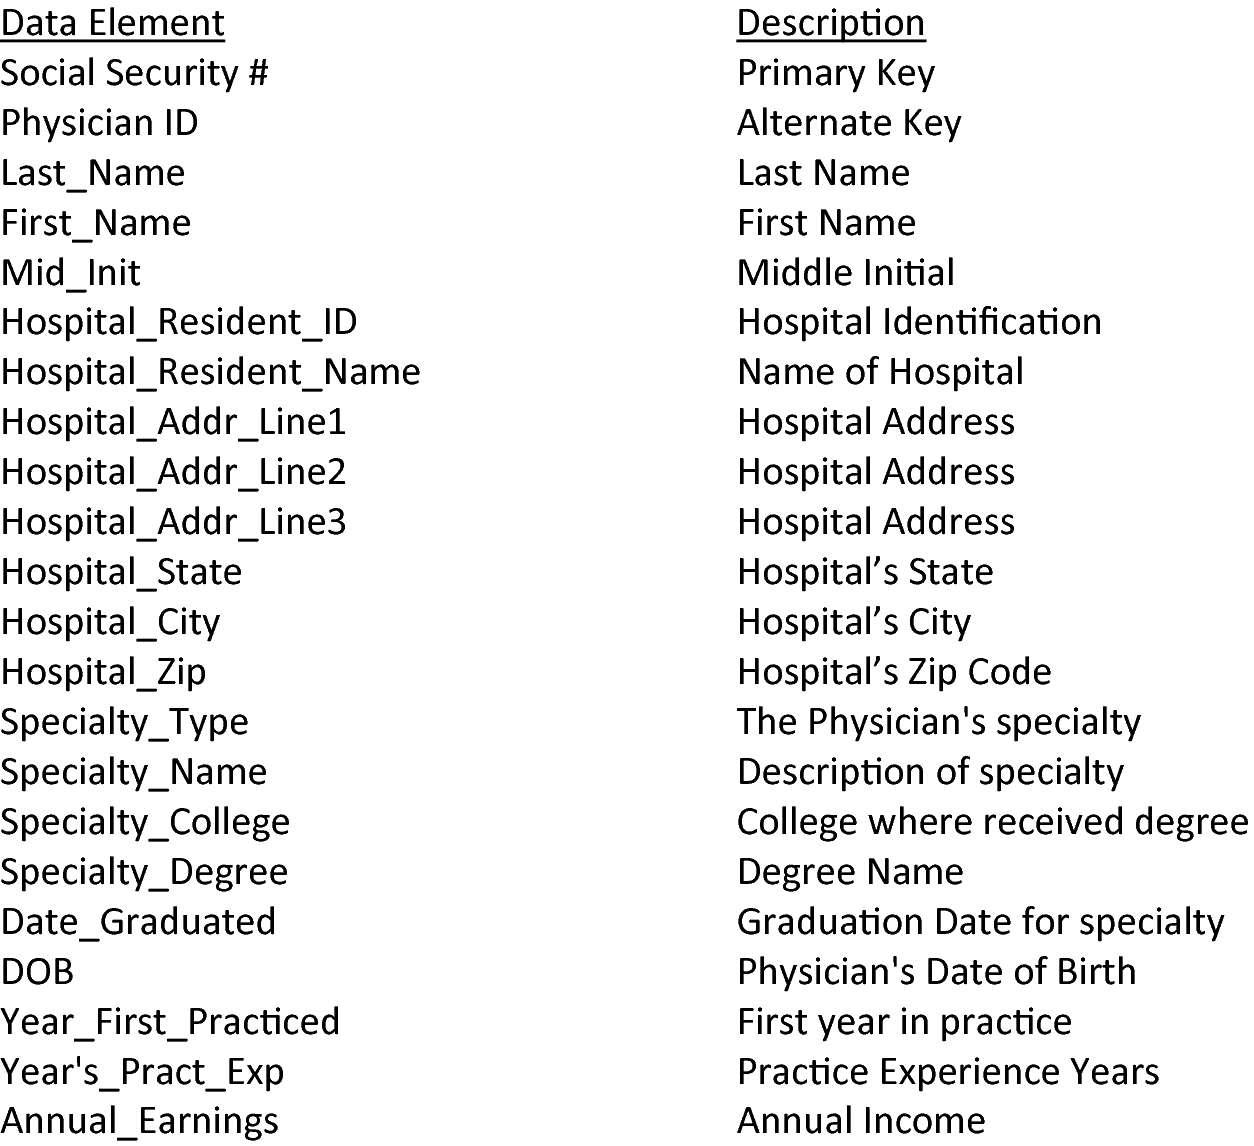 Data Element Description
Social Security # Primary Key
Physician ID Alternate Key
Last_Name Last Name
First_Name First Name
Mid_Init Middle Initial
Hospital_Resident_ID Hospital Identification
Hospital_Resident_Name Name of Hospital
Hospital_Addr_Line1 Hospital Address
Hospital_Addr_Line2 Hospital Address
Hospital_Addr_Line3 Hospital Address
Hospital_State Hospital’s State
Hospital_City Hospital’s City
Hospital_Zip Hospital’s Zip Code
Specialty_Type The Physician's specialty
Specialty_Name Description of specialty
Specialty_College College where received degree
Specialty_Degree Degree Name
Date_Graduated Graduation Date for specialty
DOB Physician's Date of Birth
Year_First_Practiced First year in practice
Year's_Pract_Exp Practice Experience Years
Annual_Earnings Annual Income